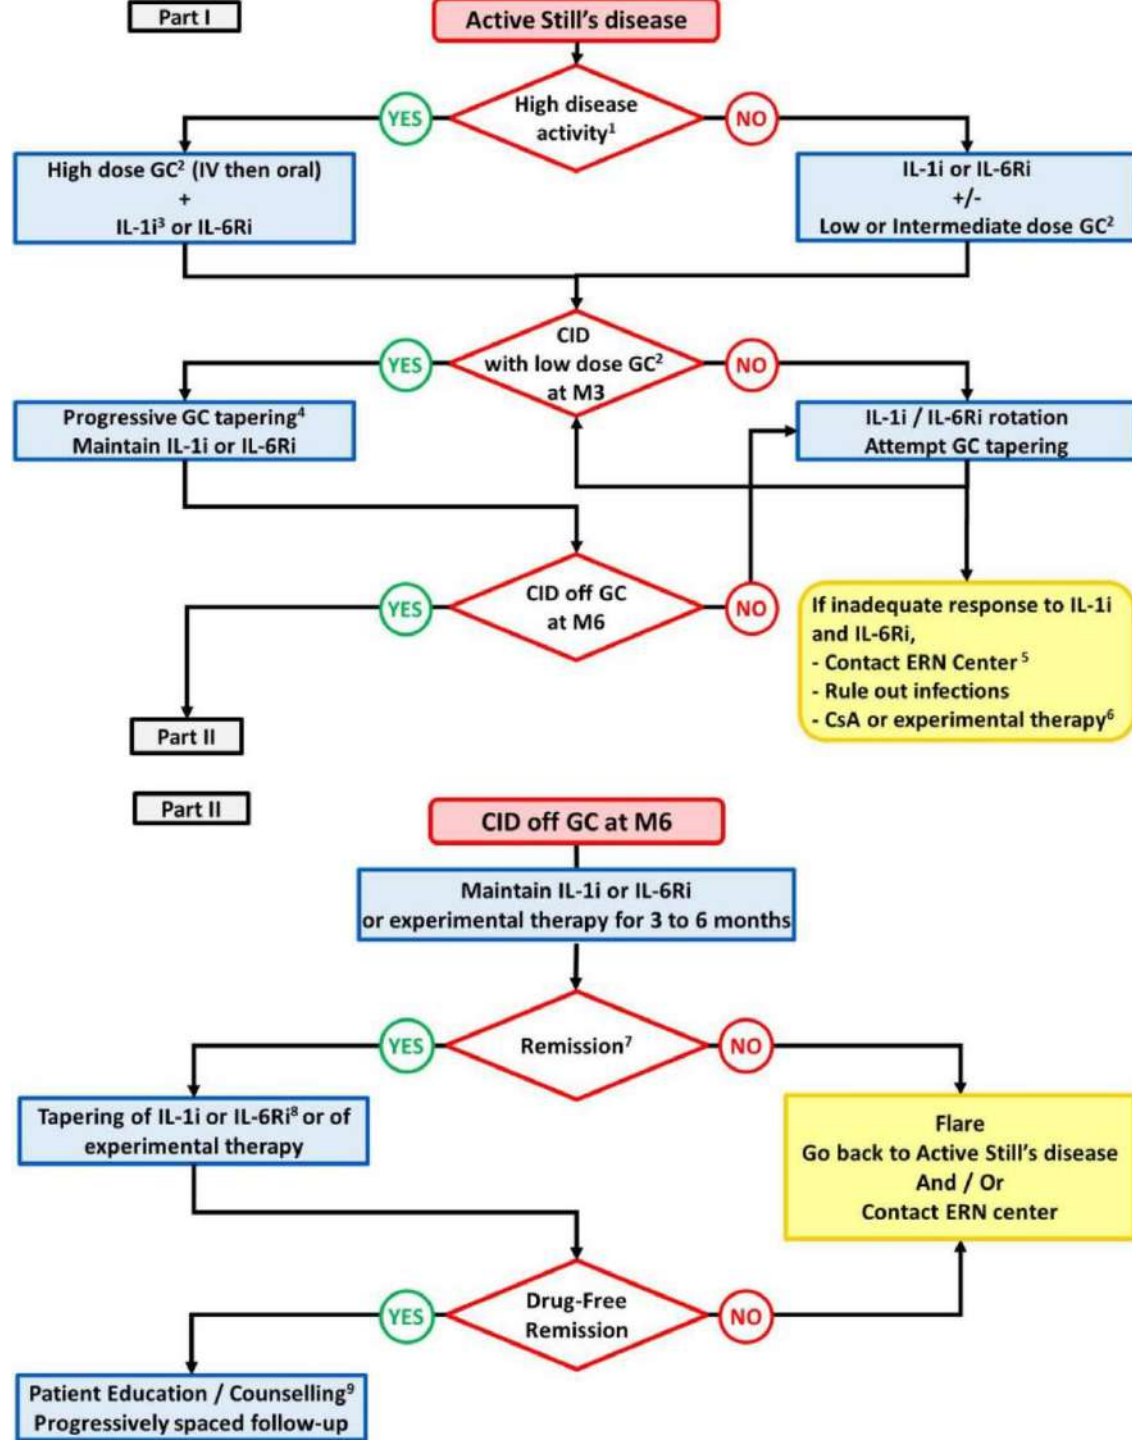 Part I
Active Still's disease
High disease
activity¹
YES
NO
High dose GC² (IV then oral)
+
IL-1i³ or IL-6Ri
IL-1i or IL-6Ri
+/-
Low or Intermediate dose GC²
CID
with low dose GC²
at M3
YES
NO
Progressive GC tapering⁴
Maintain IL-1i or IL-6Ri
IL-1i / IL-6Ri rotation
Attempt GC tapering
CID off GC
at M6
YES
NO
If inadequate response to IL-1i
and IL-6Ri,
- Contact ERN Center ⁵
- Rule out infections
- CsA or experimental therapy⁶
Part II
Part II
CID off GC at M6
Maintain IL-1i or IL-6Ri
or experimental therapy for 3 to 6 months
Remission⁷
YES
NO
Tapering of IL-1i or IL-6Ri⁸ or of
experimental therapy
Flare
Go back to Active Still's disease
And / Or
Contact ERN center
Drug-Free
Remission
YES
NO
Patient Education / Counselling⁹
Progressively spaced follow-up